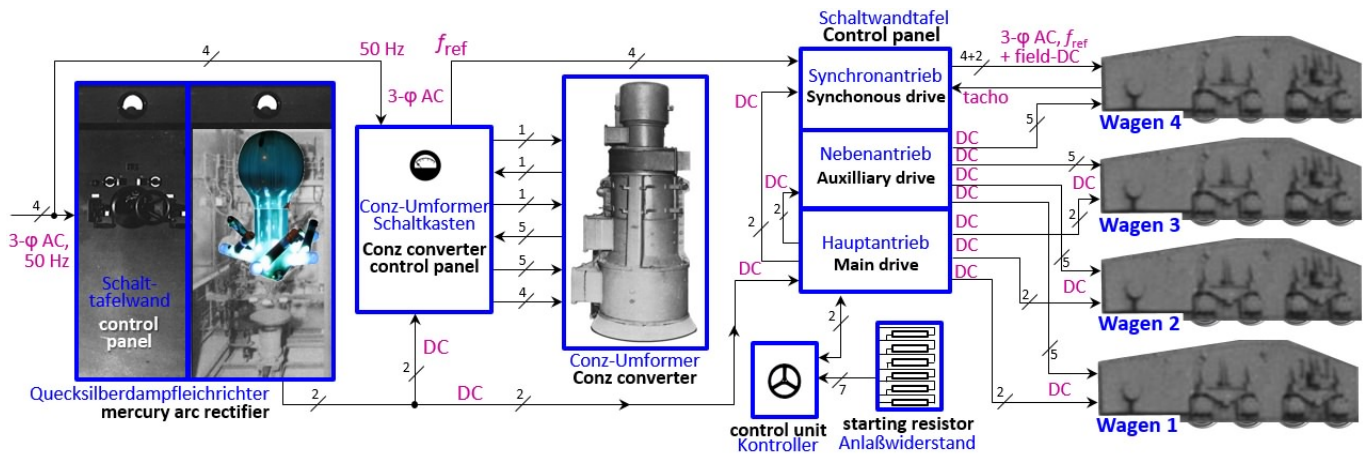 4
50 Hz
f ref
3-φ AC
4
3-φ AC,
50 Hz
4
Schalt-
tafelwand
control
panel
Quecksilberdampfleichrichter
mercury arc rectifier
Conz-Umformer
Schaltkasten
Conz converter
control panel
1
1
1
5
5
4
DC
2
2
DC
2
Conz-Umformer
Conz converter
Schaltwandtafel
Control panel
Synchronantrieb
Synchonous drive
Nebenantrieb
Auxilliary drive
Hauptantrieb
Main drive
DC
DC
2
2
DC
2
7
control unit
Kontroller
starting resistor
Anlaßwiderstand
4+2
3-φ AC, f ref
+ field-DC
tacho
5
Wagen 4
DC
DC
DC
DC
5
DC
2
Wagen 3
DC
DC
DC
5
DC
2
Wagen 2
5
DC
2
Wagen 1